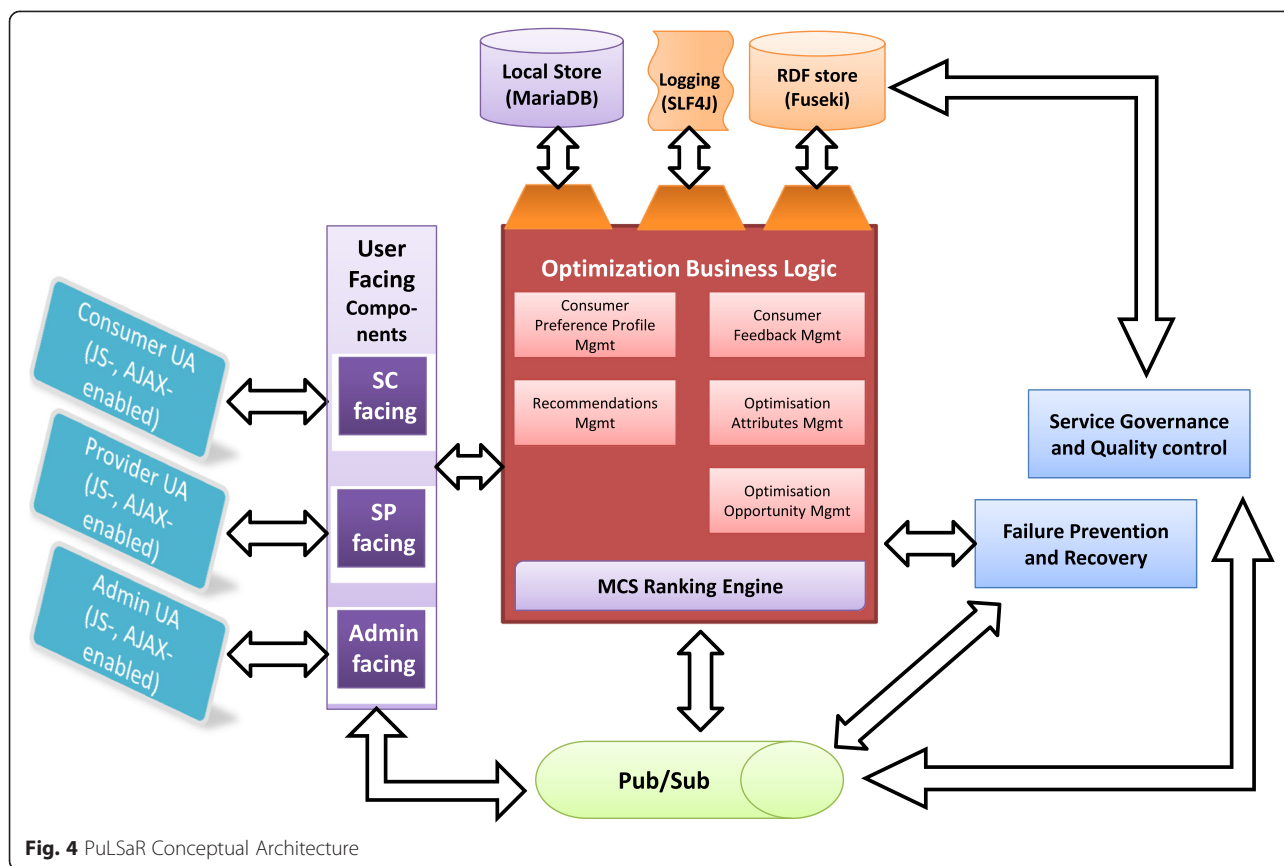 Local Store
(MariaDB)
Logging
(SLF4J)
RDF store
(Fuseki)
User
Facing
Compo-
nents
SC
facing
SP
facing
Admin
facing
Consumer UA
(JS-, AJAX-
enabled)
Provider UA
(JS-, AJAX-
enabled)
Admin UA
(JS-, AJAX-
enabled)
Optimization Business Logic
Consumer
Preference Profile
Mgmt
Consumer
Feedback Mgmt
Recommendations
Mgmt
Optimisation
Attributes Mgmt
Optimisation
Opportunity Mgmt
MCS Ranking Engine
Service Governance
and Quality control
Failure Prevention
and Recovery
Pub/Sub
Fig. 4 PuLSaR Conceptual Architecture